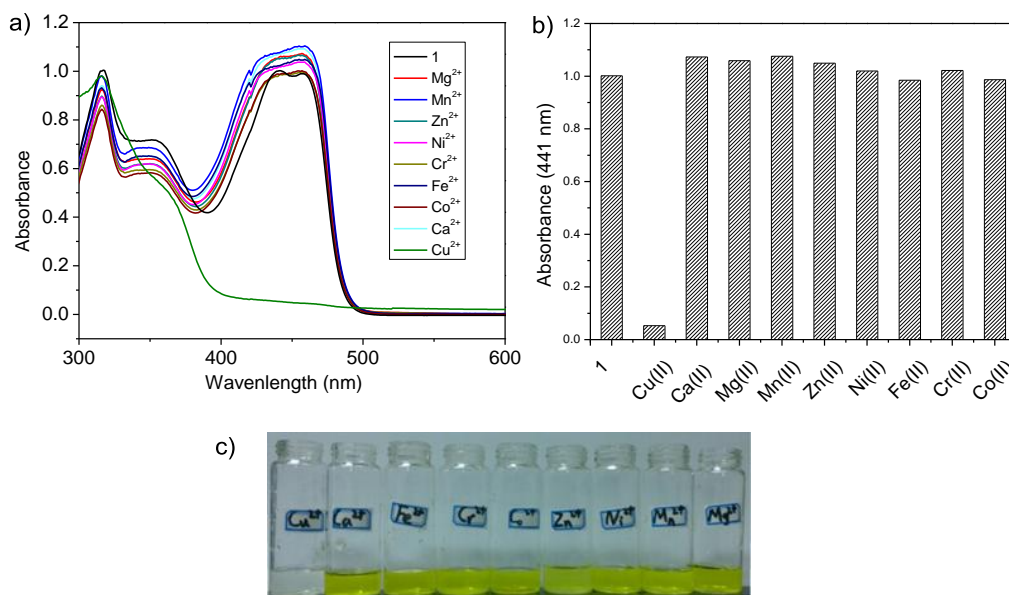 a)
1.2
1.0
0.8
0.6
0.4
0.2
0.0
Absorbance
300 400 500 600
Wavelength (nm)
1
Mg²⁺
Mn²⁺
Zn²⁺
Ni²⁺
Cr²⁺
Fe²⁺
Co²⁺
Ca²⁺
Cu²⁺
b)
1.2
1.0
0.8
0.6
0.4
0.2
0.0
Absorbance (441 nm)
1 Cu(II) Ca(II) Mg(II) Mn(II) Zn(II) Ni(II) Fe(II) Cr(II) Co(II)
c)
Cu²⁺ Ca²⁺ Fe²⁺ Cr²⁺ Co²⁺ Zn²⁺ Ni²⁺ Mn²⁺ Mg²⁺